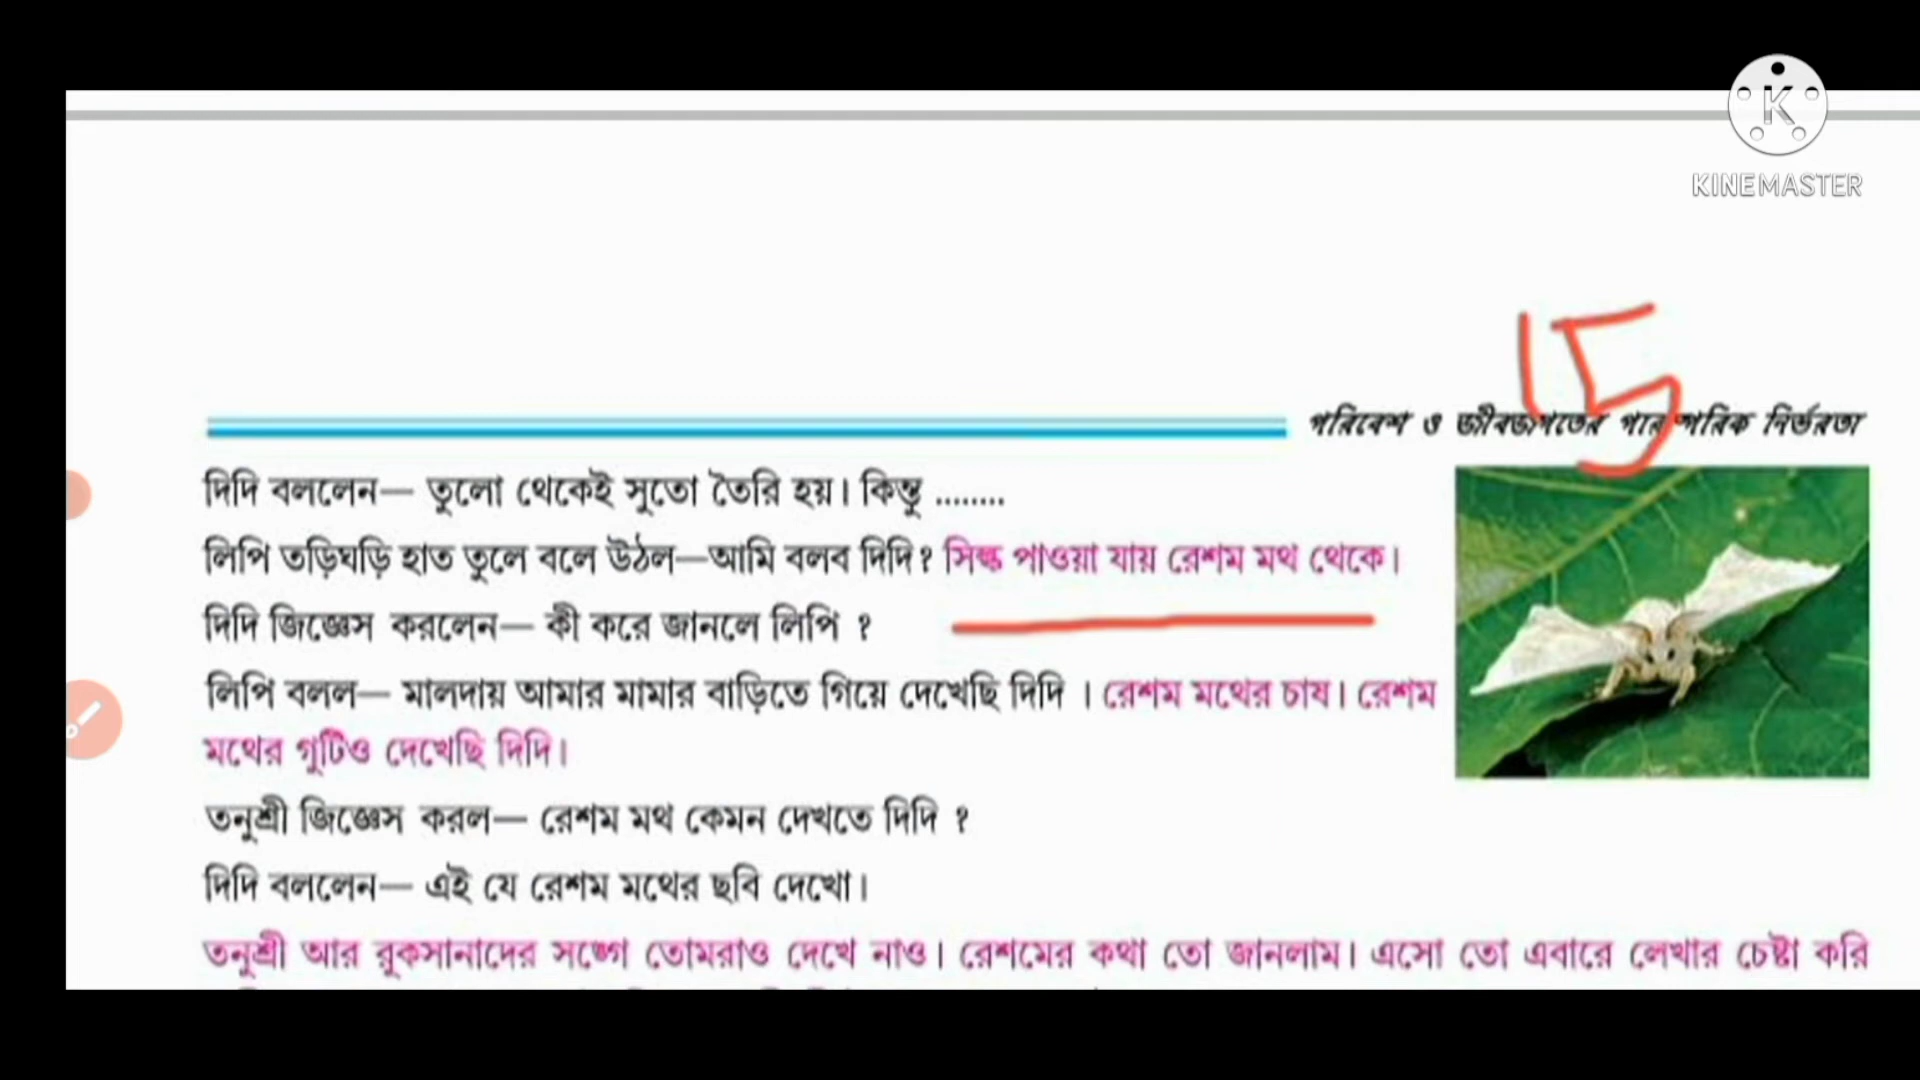 KINEMASTER
15
পরিবেশ ও জীবজগতের পারস্পরিক নির্ভরতা
দিদি বললেন— তুলো থেকেই সুতো তৈরি হয়। কিন্তু ........
লিপি তড়িঘড়ি হাত তুলে বলে উঠল—আমি বলব দিদি? সিল্ক পাওয়া যায় রেশম মথ থেকে।
দিদি জিজ্ঞেস করলেন— কী করে জানলে লিপি ?
লিপি বলল— মালদায় আমার মামার বাড়িতে গিয়ে দেখেছি দিদি । রেশম মথের চাষ। রেশম
মথের গুটিও দেখেছি দিদি।
তনুশ্রী জিজ্ঞেস করল— রেশম মথ কেমন দেখতে দিদি ?
দিদি বললেন— এই যে রেশম মথের ছবি দেখো।
তনুশ্রী আর রুকসানাদের সঙ্গে তোমরাও দেখে নাও। রেশমের কথা তো জানলাম। এসো তো এবারে লেখার চেষ্টা করি